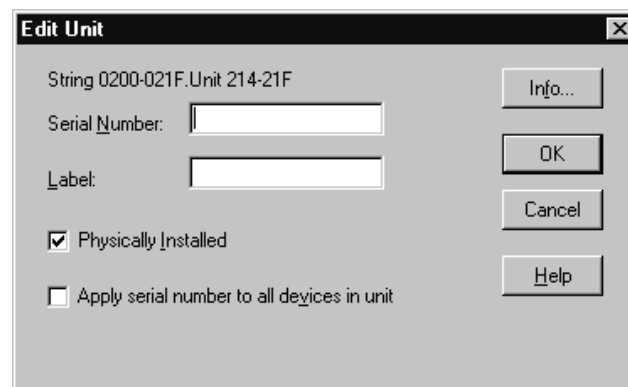 Edit Unit
String 0200-021F.Unit 214-21F
Info...
Serial Number:
OK
Label:
Cancel
Physically Installed
Help
Apply serial number to all devices in unit